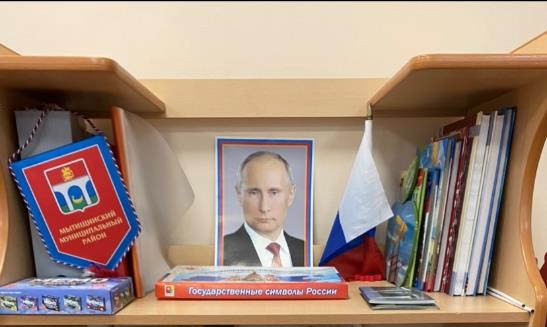 МЫТИЩИНСКИЙ
МУНИЦИПАЛЬНЫЙ
РАЙОН
Государственные символы России